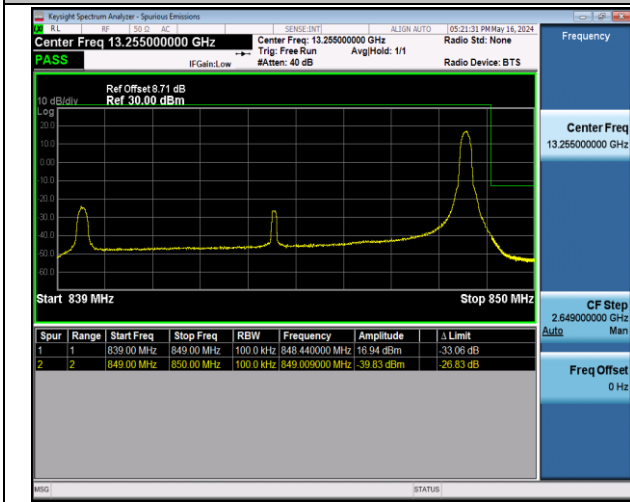 Keysight Spectrum Analyzer - Spurious Emissions
RL RF 50 Ω AC SENSE:INT ALIGN AUTO 05:21:31 PM May 16, 2024
Center Freq 13.255000000 GHz
Center Freq: 13.255000000 GHz
Radio Std: None
Trig: Free Run Avg|Hold: 1/1
PASS IFGain:Low #Atten: 40 dB Radio Device: BTS
Frequency
Ref Offset 8.71 dB
10 dB/div Ref 30.00 dBm
Log
20.0
10.0
0.00
-10.0
-20.0
-30.0
-40.0
-50.0
-60.0
Start 839 MHz Stop 850 MHz
Center Freq
13.255000000 GHz
CF Step
2.649000000 GHz
Auto Man
Freq Offset
0 Hz
Spur Range Start Freq Stop Freq RBW Frequency Amplitude Δ Limit
1 1 839.00 MHz 849.00 MHz 100.0 kHz 848.440000 MHz 16.94 dBm -33.06 dB
2 2 849.00 MHz 850.00 MHz 100.0 kHz 849.009000 MHz -39.83 dBm -26.83 dB
MSG STATUS